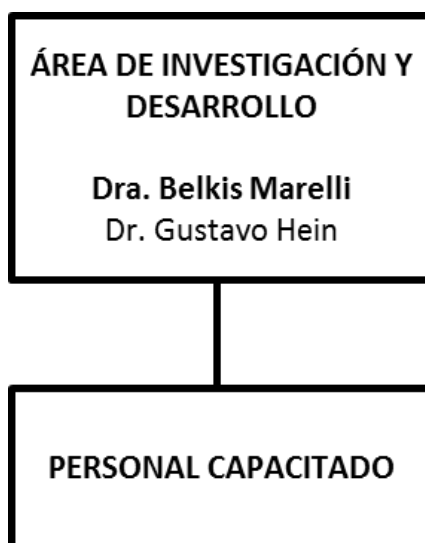 ÁREA DE INVESTIGACIÓN Y
DESARROLLO
Dra. Belkis Marelli
Dr. Gustavo Hein
PERSONAL CAPACITADO